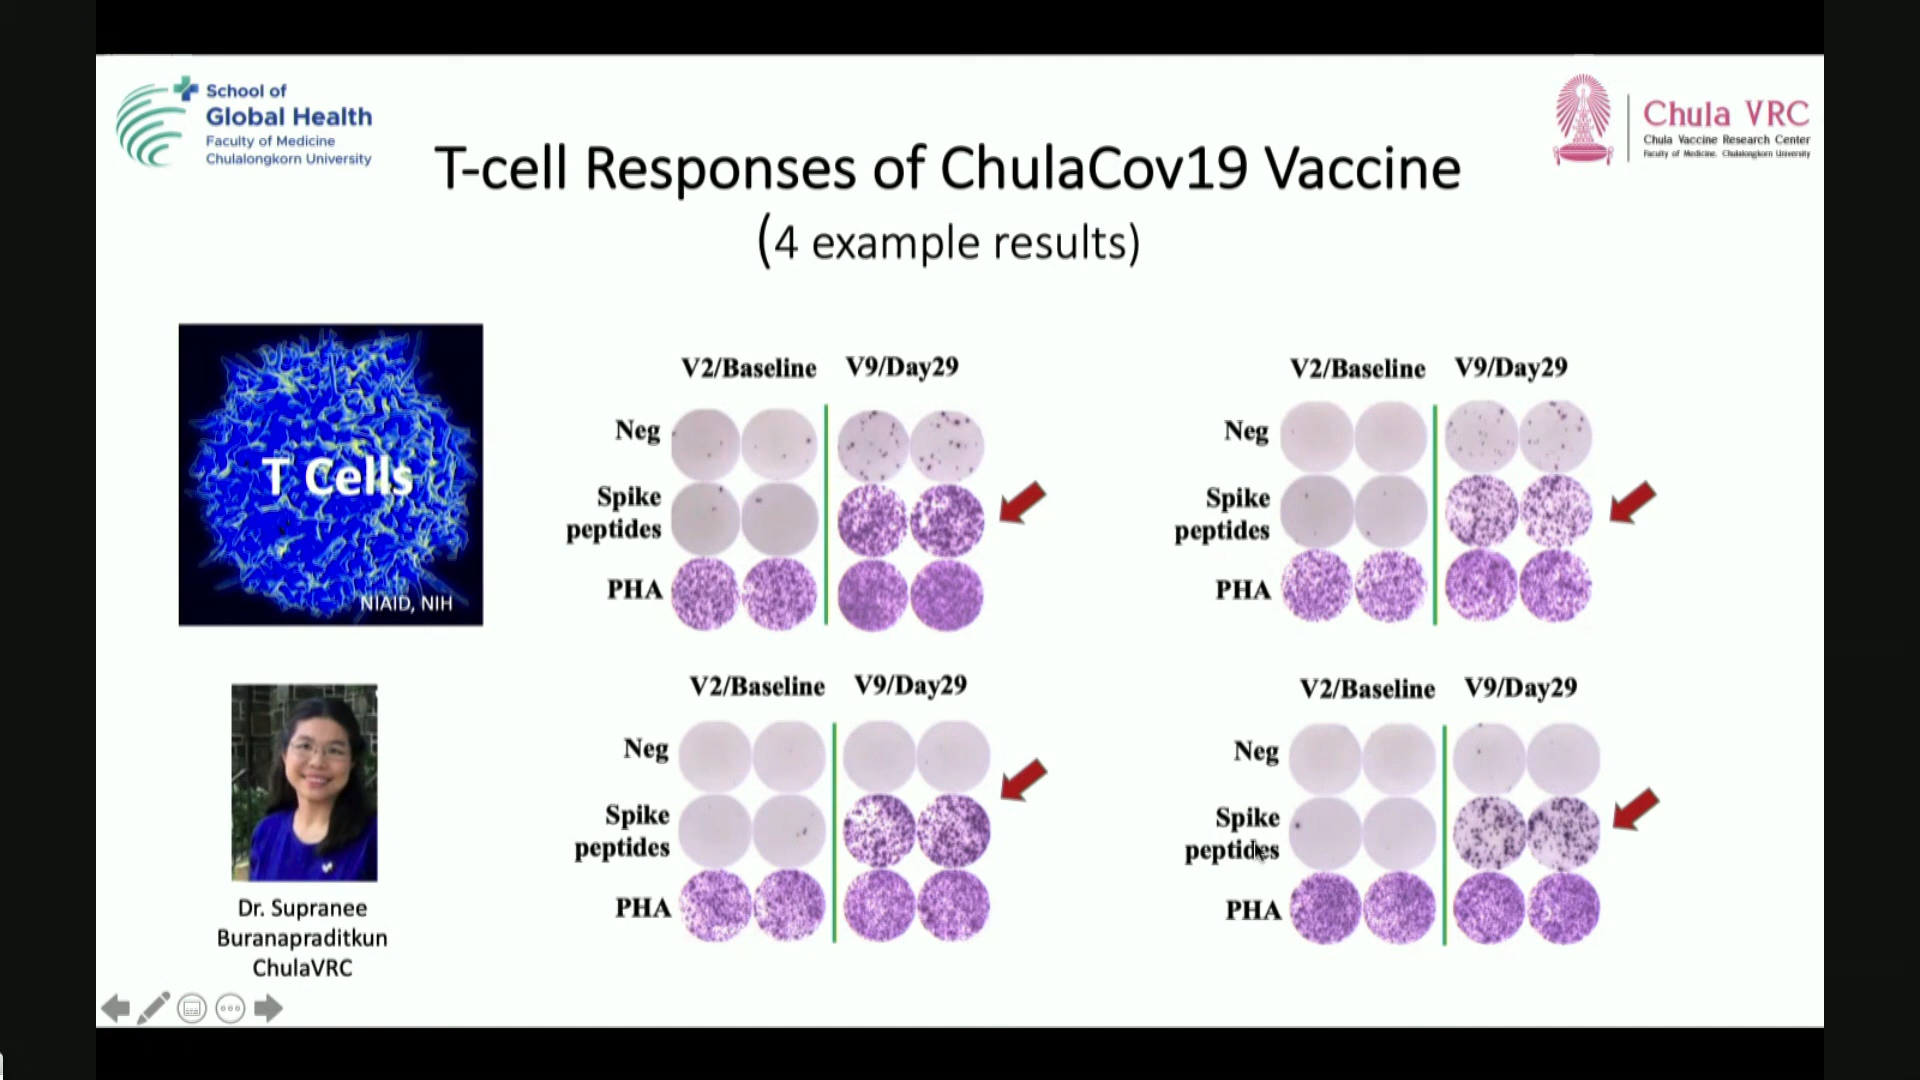 School of
Global Health
Faculty of Medicine
Chulalongkorn University
Chula VRC
Chula Vaccine Research Center
Faculty of Medicine, Chulalongkorn University
T-cell Responses of ChulaCov19 Vaccine
(4 example results)
T Cells
NIAID, NIH
V2/Baseline V9/Day29
Neg
Spike
peptides
PHA
V2/Baseline V9/Day29
Neg
Spike
peptides
PHA
Dr. Supranee
Buranapraditkun
ChulaVRC
V2/Baseline V9/Day29
Neg
Spike
peptides
PHA
V2/Baseline V9/Day29
Neg
Spike
peptides
PHA